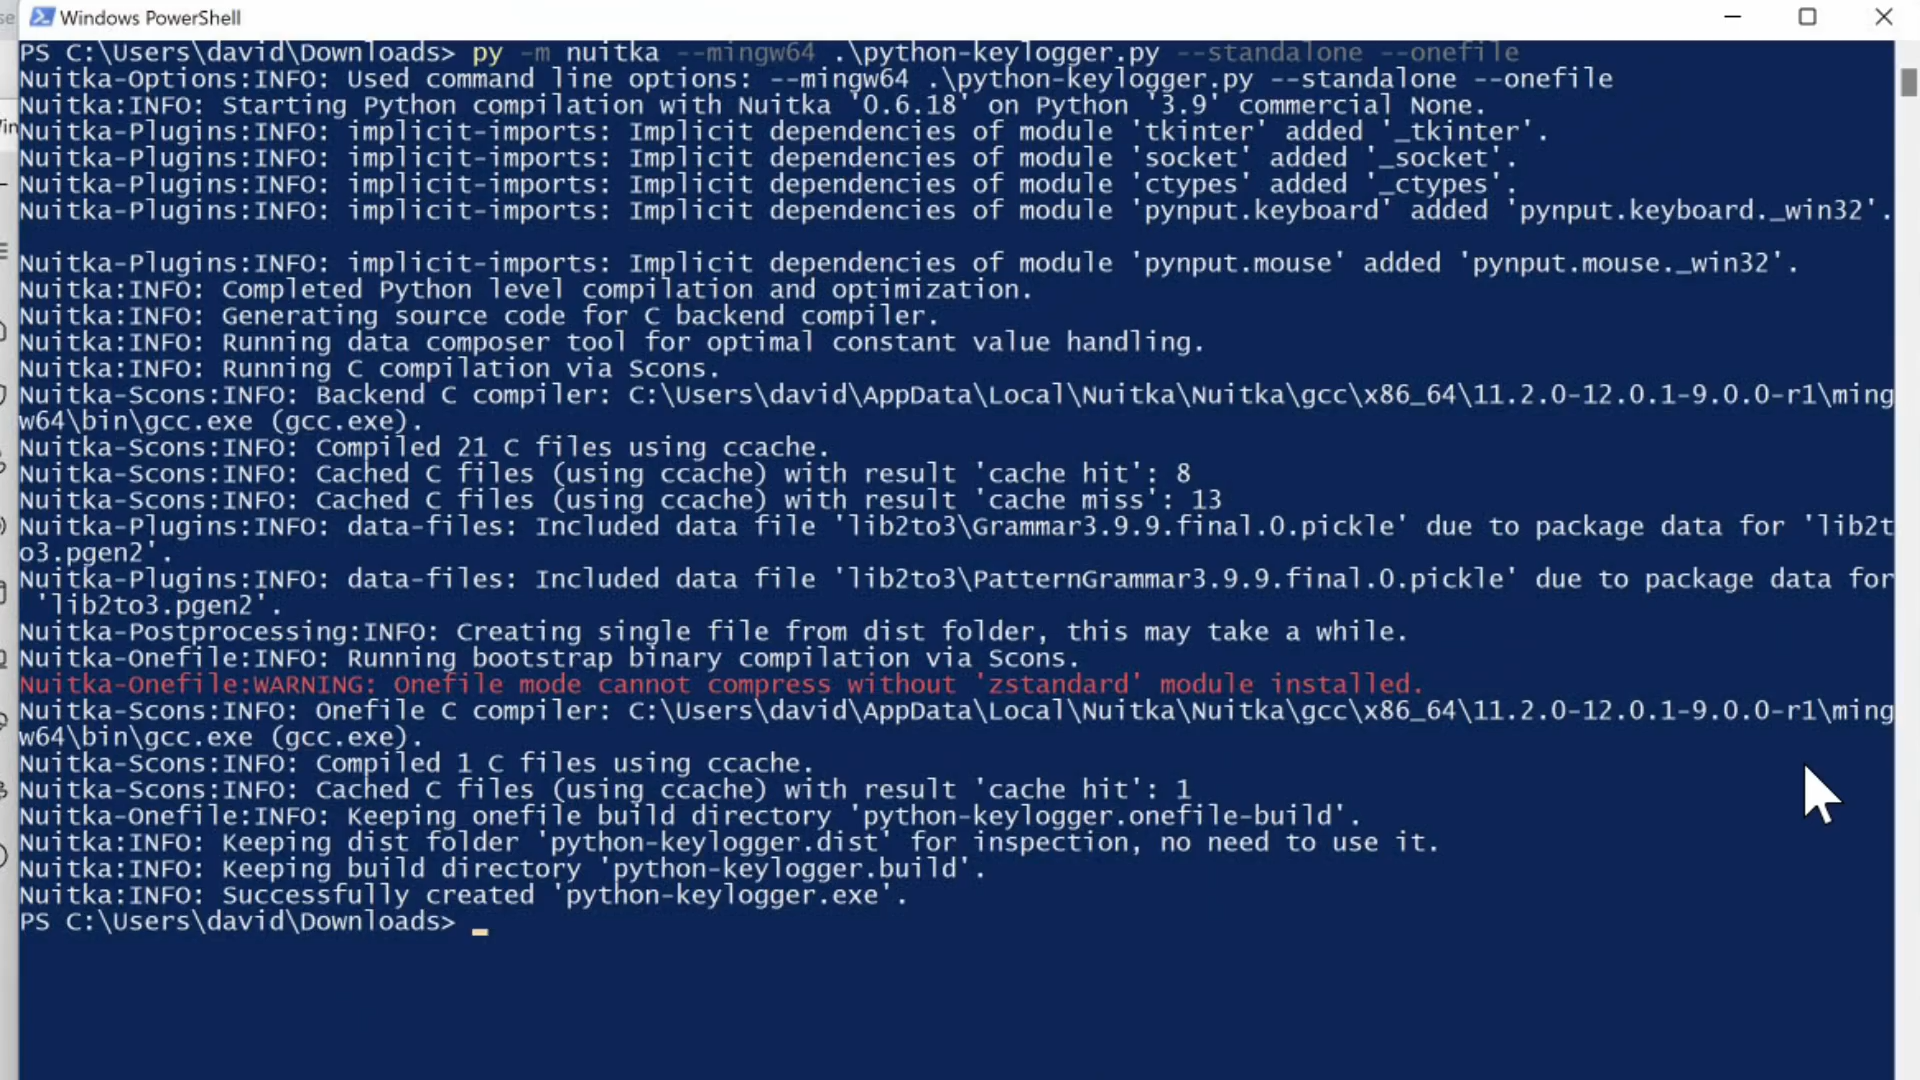 Windows PowerShell
PS C:\Users\david\Downloads> py -m nuitka --mingw64 .\python-keylogger.py --standalone --onefile
Nuitka-Options:INFO: Used command line options: --mingw64 .\python-keylogger.py --standalone --onefile
Nuitka:INFO: Starting Python compilation with Nuitka '0.6.18' on Python '3.9' commercial None.
Nuitka-Plugins:INFO: implicit-imports: Implicit dependencies of module 'tkinter' added '_tkinter'.
Nuitka-Plugins:INFO: implicit-imports: Implicit dependencies of module 'socket' added '_socket'.
Nuitka-Plugins:INFO: implicit-imports: Implicit dependencies of module 'ctypes' added '_ctypes'.
Nuitka-Plugins:INFO: implicit-imports: Implicit dependencies of module 'pynput.keyboard' added 'pynput.keyboard._win32'.
Nuitka-Plugins:INFO: implicit-imports: Implicit dependencies of module 'pynput.mouse' added 'pynput.mouse._win32'.
Nuitka:INFO: Completed Python level compilation and optimization.
Nuitka:INFO: Generating source code for C backend compiler.
Nuitka:INFO: Running data composer tool for optimal constant value handling.
Nuitka:INFO: Running C compilation via Scons.
Nuitka-Scons:INFO: Backend C compiler: C:\Users\david\AppData\Local\Nuitka\Nuitka\gcc\x86_64\11.2.0-12.0.1-9.0.0-r1\ming
w64\bin\gcc.exe (gcc.exe).
Nuitka-Scons:INFO: Compiled 21 C files using ccache.
Nuitka-Scons:INFO: Cached C files (using ccache) with result 'cache hit': 8
Nuitka-Scons:INFO: Cached C files (using ccache) with result 'cache miss': 13
Nuitka-Plugins:INFO: data-files: Included data file 'lib2to3\Grammar3.9.9.final.0.pickle' due to package data for 'lib2t
o3.pgen2'.
Nuitka-Plugins:INFO: data-files: Included data file 'lib2to3\PatternGrammar3.9.9.final.0.pickle' due to package data for
'lib2to3.pgen2'.
Nuitka-Postprocessing:INFO: Creating single file from dist folder, this may take a while.
Nuitka-Onefile:INFO: Running bootstrap binary compilation via Scons.
Nuitka-Onefile:WARNING: Onefile mode cannot compress without 'zstandard' module installed.
Nuitka-Scons:INFO: Onefile C compiler: C:\Users\david\AppData\Local\Nuitka\Nuitka\gcc\x86_64\11.2.0-12.0.1-9.0.0-r1\ming
w64\bin\gcc.exe (gcc.exe).
Nuitka-Scons:INFO: Compiled 1 C files using ccache.
Nuitka-Scons:INFO: Cached C files (using ccache) with result 'cache hit': 1
Nuitka-Onefile:INFO: Keeping onefile build directory 'python-keylogger.onefile-build'.
Nuitka:INFO: Keeping dist folder 'python-keylogger.dist' for inspection, no need to use it.
Nuitka:INFO: Keeping build directory 'python-keylogger.build'.
Nuitka:INFO: Successfully created 'python-keylogger.exe'.
PS C:\Users\david\Downloads>